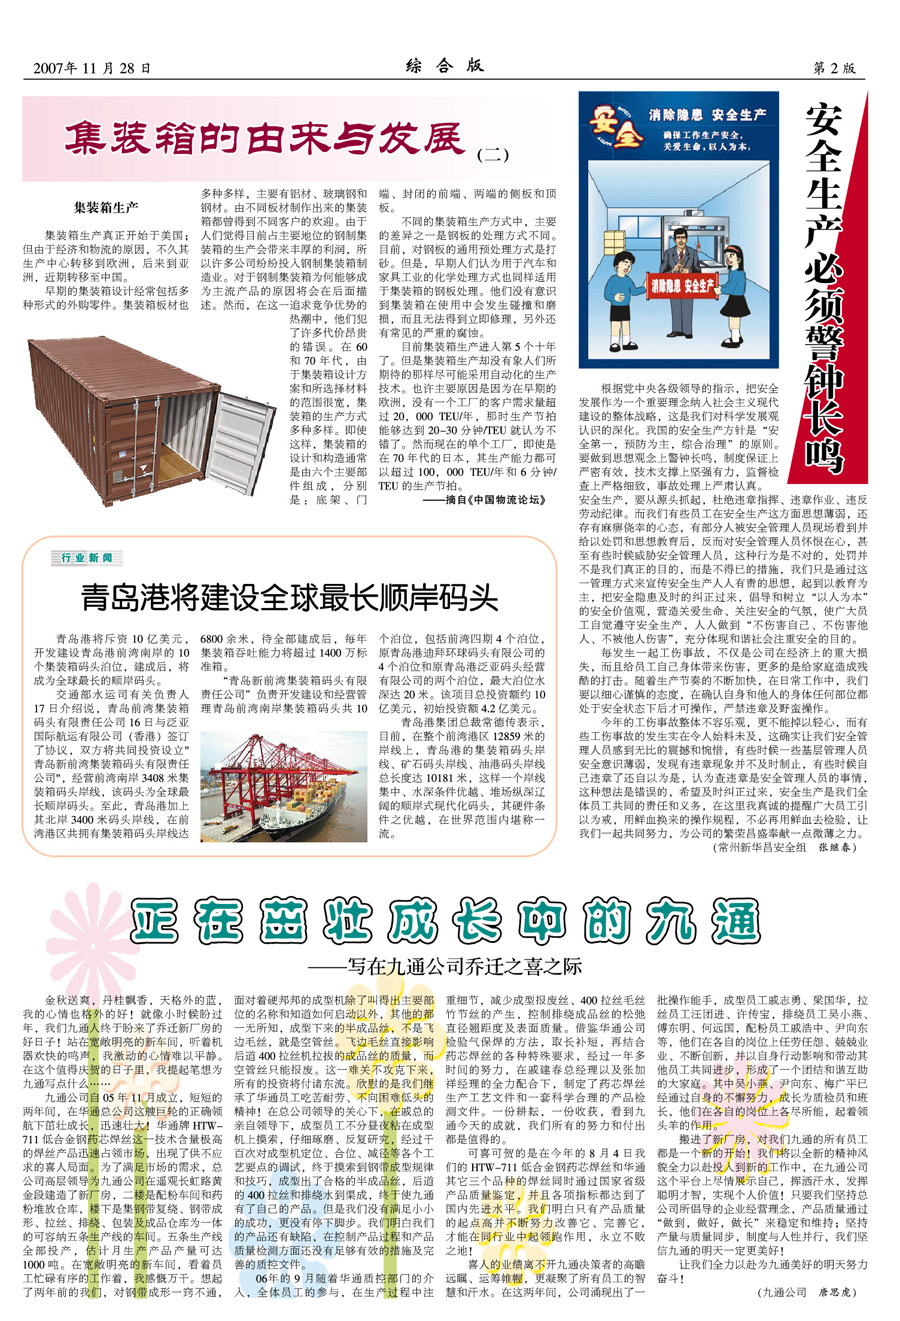 2007年 11 月 28 日
综 合 版
第 2 版
集装箱的由来与发展(二)
集装箱生产
集装箱生产真正开始于美国；
但由于经济和物流的原因，不久其
生产中心转移到欧洲，后来到亚
洲，近期转移至中国。
早期的集装箱设计经常包括多
种形式的外购零件。集装箱板材也
多种多样，主要有铝材、玻璃钢和
钢材。由不同板材制作出来的集装
箱都曾得到不同客户的欢迎。由于
人们觉得目前占主要地位的钢制集
装箱的生产会带来丰厚的利润，所
以许多公司纷纷投入钢制集装箱制
造业。对于钢制集装箱为何能够成
为主流产品的原因将会在后面描
述。然而，在这一追求竞争优势的
热潮中，他们犯
了许多代价昂贵
的错误。在 60
和 70 年代，由
于集装箱设计方
案和所选择材料
的范围很宽，集
装箱的生产方式
多种多样。即使
这样，集装箱的
设计和构造通常
是由六个主要部
件组成，分别
是：底架、门
端、封闭的前端、两端的侧板和顶
板。
不同的集装箱生产方式中，主要
的差异之一是钢板的处理方式不同。
目前，对钢板的通用预处理方式是打
砂。但是，早期人们认为用于汽车和
家具工业的化学处理方式也同样适用
于集装箱的钢板处理。他们没有意识
到集装箱在使用中会发生碰撞和磨
损，而且无法得到立即修理，另外还
有常见的严重的腐蚀。
目前集装箱生产进入第 5 个十年
了。但是集装箱生产却没有象人们所
期待的那样尽可能采用自动化的生产
技术。也许主要原因是因为在早期的
欧洲，没有一个工厂的客户需求量超
过 20，000 TEU/年，那时生产节拍
能够达到 20-30 分钟/TEU 就认为不
错了。然而现在的单个工厂，即使是
在 70 年代的日本，其生产能力都可
以超过 100，000 TEU/年和 6 分钟/
TEU 的生产节拍。
——摘自《中国物流论坛》
安全
消除隐患 安全生产
确保工作生产安全，
关爱生命，以人为本。
消除隐患 安全生产
安全生产必须警钟长鸣
根据党中央各级领导的指示，把安全
发展作为一个重要理念纳入社会主义现代
建设的整体战略，这是我们对科学发展观
认识的深化。我国的安全生产方针是“安
全第一，预防为主，综合治理”的原则。
要做到思想观念上警钟长鸣，制度保证上
严密有效，技术支撑上坚强有力，监督检
查上严格细致，事故处理上严肃认真。
安全生产，要从源头抓起，杜绝违章指挥、违章作业、违反
劳动纪律。而我们有些员工在安全生产这方面思想薄弱，还
存有麻痹侥幸的心态，有部分人被安全管理人员现场看到并
给以处罚和思想教育后，反而对安全管理人员怀恨在心，甚
至有些时候威胁安全管理人员，这种行为是不对的，处罚并
不是我们真正的目的，而是不得已的措施，我们只是通过这
一管理方式来宣传安全生产人人有责的思想，起到以教育为
主，把安全隐患及时的纠正过来，倡导和树立“以人为本”
的安全价值观，营造关爱生命、关注安全的气氛，使广大员
工自觉遵守安全生产，人人做到“不伤害自己、不伤害他
人、不被他人伤害”，充分体现和谐社会注重安全的目的。
每发生一起工伤事故，不仅是公司在经济上的重大损
失，而且给员工自己身体带来伤害，更多的是给家庭造成残
酷的打击。随着生产节奏的不断加快，在日常工作中，我们
要以细心谨慎的态度，在确认自身和他人的身体任何部位都
处于安全状态下后才可操作，严禁违章及野蛮操作。
今年的工伤事故整体不容乐观，更不能掉以轻心，而有
些工伤事故的发生实在令人始料未及，这确实让我们安全管
理人员感到无比的震撼和惋惜，有些时候一些基层管理人员
安全意识薄弱，发现有违章现象并不及时制止，有些时候自
己违章了还自以为是，认为查违章是安全管理人员的事情，
这种想法是错误的，希望及时纠正过来，安全生产是我们全
体员工共同的责任和义务，在这里我真诚的提醒广大员工引
以为戒，用鲜血换来的操作规程，不必再用鲜血去检验，让
我们一起共同努力，为公司的繁荣昌盛奉献一点微薄之力。
(常州新华昌安全组 张继春)
行业新闻
青岛港将建设全球最长顺岸码头
青岛港将斥资 10 亿美元，
开发建设青岛港前湾南岸的 10
个集装箱码头泊位，建成后，将
成为全球最长的顺岸码头。
交通部水运司有关负责人
17 日介绍说，青岛前湾集装箱
码头有限责任公司 16 日与泛亚
国际航运有限公司（香港）签订
了协议，双方将共同投资设立"
青岛新前湾集装箱码头有限责任
公司"，经营前湾南岸 3408 米集
装箱码头岸线，该码头为全球最
长顺岸码头。至此，青岛港加上
其北岸 3400 米码头岸线，在前
湾港区共拥有集装箱码头岸线达
6800 余米，待全部建成后，每年
集装箱吞吐能力将超过 1400 万标
准箱。
“青岛新前湾集装箱码头有限
责任公司”负责开发建设和经营管
理青岛前湾南岸集装箱码头共 10
个泊位，包括前湾四期 4 个泊位，
原青岛港迪拜环球码头有限公司的
4 个泊位和原青岛港泛亚码头经营
有限公司的两个泊位，最大泊位水
深达 20 米。该项目总投资额约 10
亿美元，初始投资额 4.2 亿美元。
青岛港集团总裁常德传表示，
目前，在整个前湾港区 12859 米的
岸线上，青岛港的集装箱码头岸
线、矿石码头岸线、油港码头岸线
总长度达 10181 米，这样一个岸线
集中、水深条件优越、堆场纵深辽
阔的顺岸式现代化码头，其硬件条
件之优越，在世界范围内堪称一
流。
正在茁壮成长中的九通
——写在九通公司乔迁之喜之际
金秋送爽，丹桂飘香，天格外的蓝，
我的心情也格外的好！就像小时候盼过
年，我们九通人终于盼来了乔迁新厂房的
好日子！站在宽敞明亮的新车间，听着机
器欢快的鸣声，我激动的心情难以平静。
在这个值得庆贺的日子里，我提起笔想为
九通写点什么……
九通公司自 05 年 11 月成立，短短的
两年间，在华通总公司这艘巨轮的正确领
航下茁壮成长，迅速壮大！华通牌 HTW-
711 低合金钢药芯焊丝这一技术含量极高
的焊丝产品迅速占领市场，出现了供不应
求的喜人局面。为了满足市场的需求，总
公司高层领导为九通公司在遥观长虹路黄
金段建造了新厂房，二楼是配粉车间和药
粉堆放仓库，楼下是集钢带复绕、钢带成
形、拉丝、排绕、包装及成品仓库为一体
的可容纳五条生产线的车间。五条生产线
全部投产，估计月生产产品产量可达
1000 吨。在宽敞明亮的新车间，看着员
工忙碌有序的工作着，我感慨万千。想起
了两年前的我们，对钢带成形一窍不通，
面对着硬邦邦的成型机除了叫得出主要部
位的名称和知道如何启动以外，其他的都
一无所知，成型下来的半成品丝，不是飞
边毛丝，就是空管丝。飞边毛丝直接影响
后道 400 拉丝机拉拔的成品丝的质量，而
空管丝只能报废。这一难关不攻克下来，
所有的投资将付诸东流。欣慰的是我们继
承了华通员工吃苦耐劳、不向困难低头的
精神！在总公司领导的关心下，在戚总的
亲自领导下，成型员工不分昼夜粘在成型
机上摸索，仔细琢磨、反复研究，经过千
百次对成型机定位、合位、减径等各个工
艺要点的调试，终于摸索到钢带成型规律
和技巧，成型出了合格的半成品丝，后道
的 400 拉丝和排绕水到渠成，终于使九通
有了自己的产品。但是我们没有满足小小
的成功，更没有停下脚步。我们明白我们
的产品还有缺陷，在控制产品过程和产品
质量检测方面还没有足够有效的措施及完
善的质控文件。
06年的 9 月随着华通质控部门的介
入，全体员工的参与，在生产过程中注
重细节，减少成型报废丝、400 拉丝毛丝
竹节丝的产生，控制排绕成品丝的松弛
直径翘距度及表面质量。借鉴华通公司
检验气保焊的方法，取长补短，再结合
药芯焊丝的各种特殊要求，经过一年多
时间的努力，在戚建春总经理以及张加
祥经理的全力配合下，制定了药芯焊丝
生产工艺文件和一套科学合理的产品检
测文件。一份耕耘，一份收获，看到九
通今天的成就，我们所有的努力和付出
都是值得的。
可喜可贺的是在今年的 8 月 4 日我
们的 HTW-711 低合金钢药芯焊丝和华通
其它三个品种的焊丝同时通过国家省级
产品质量鉴定，并且各项指标都达到了
国内先进水平。我们明白只有产品质量
的起点高并不断努力改善它、完善它，
才能在同行业中起领跑作用，永立不败
之地！
喜人的业绩离不开九通决策者的高瞻
远瞩、运筹帷幄，更凝聚了所有员工的智
慧和汗水。在这两年间，公司涌现出了一
批操作能手，成型员工戚志勇、梁国华，拉
丝员工汪团进、许传宝，排绕员工吴小燕、
傅东明、何远国，配粉员工戚浩中、尹向东
等，他们在各自的岗位上任劳任怨、兢兢业
业、不断创新，并以自身行动影响和带动其
他员工共同进步，形成了一个团结和谐互助
的大家庭。其中吴小燕、尹向东、梅广平已
经通过自身的不懈努力，成长为质检员和班
长，他们在各自的岗位上各尽所能，起着领
头羊的作用。
搬进了新厂房，对我们九通的所有员工
都是一个新的开始！我们将以全新的精神风
貌全力以赴投入到新的工作中，在九通公司
这个平台上尽情展示自己，挥洒汗水，发挥
聪明才智，实现个人价值！只要我们坚持总
公司所倡导的企业经营理念，产品质量通过
“做到，做好，做长”来稳定和维持；坚持
产量与质量同步，制度与人性并行，我们坚
信九通的明天一定更美好！
让我们全力以赴为九通美好的明天努力
奋斗！
(九通公司 唐思虎)